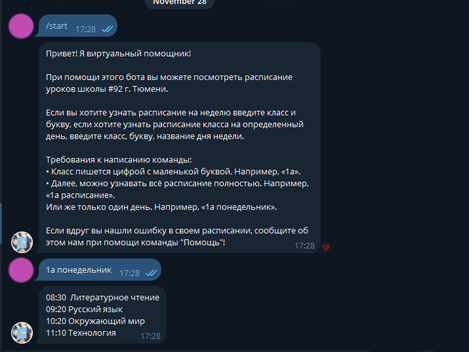 November 28
/start 17:28
Привет! Я виртуальный помощник!
При помощи этого бота вы можете посмотреть расписание
уроков школы #92 г. Тюмени.
Если вы хотите узнать расписание на неделю введите класс и
букву, если хотите узнать расписание класса на определенный
день, введите класс, букву, название дня недели.
Требования к написанию команды:
• Класс пишется цифрой с маленькой буквой. Например, «1а».
• Далее, можно узнавать всё расписание полностью. Например,
«1а расписание».
Или же только один день. Например, «1а понедельник».
Если вдруг вы нашли ошибку в своем расписании, сообщите об
этом нам при помощи команды "Помощь"!
17:28
1а понедельник 17:28
08:30 Литературное чтение
09:20 Русский язык
10:20 Окружающий мир
11:10 Технология
17:28